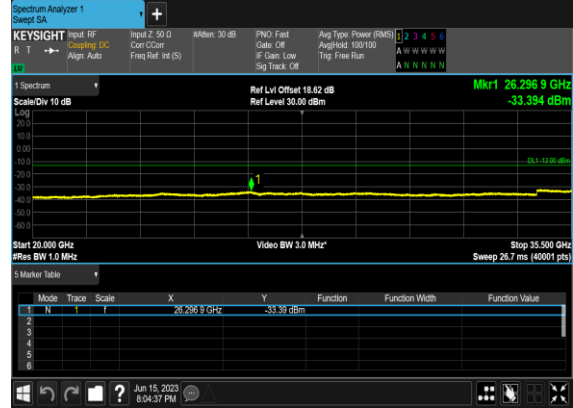 Spectrum Analyzer 1
Swept SA
+
KEYSIGHT
R T
LV
Input: RF
Coupling: DC
Align: Auto
Input Z: 50 Ω
Corr CCorr
Freq Ref: Int (S)
#Atten: 30 dB
PNO: Fast
Gate: Off
IF Gain: Low
Sig Track: Off
Avg Type: Power (RMS)
Avg|Hold: 100/100
Trig: Free Run
1 2 3 4 5 6
A W W W W W
A N N N N N
1 Spectrum
Scale/Div 10 dB
Ref Lvl Offset 18.62 dB
Ref Level 30.00 dBm
Mkr1 26.296 9 GHz
-33.394 dBm
Log
20.0
10.0
0.00
-10.0
-20.0
-30.0
-40.0
-50.0
-60.0
DL1 -13.00 dBm
1
Start 20.000 GHz
#Res BW 1.0 MHz
Video BW 3.0 MHz*
Stop 35.500 GHz
Sweep 26.7 ms (40001 pts)
5 Marker Table
Mode Trace Scale X Y Function Function Width Function Value
1 N 1 f 26.296 9 GHz -33.39 dBm
2
3
4
5
6
?
Jun 15, 2023
8:04:37 PM